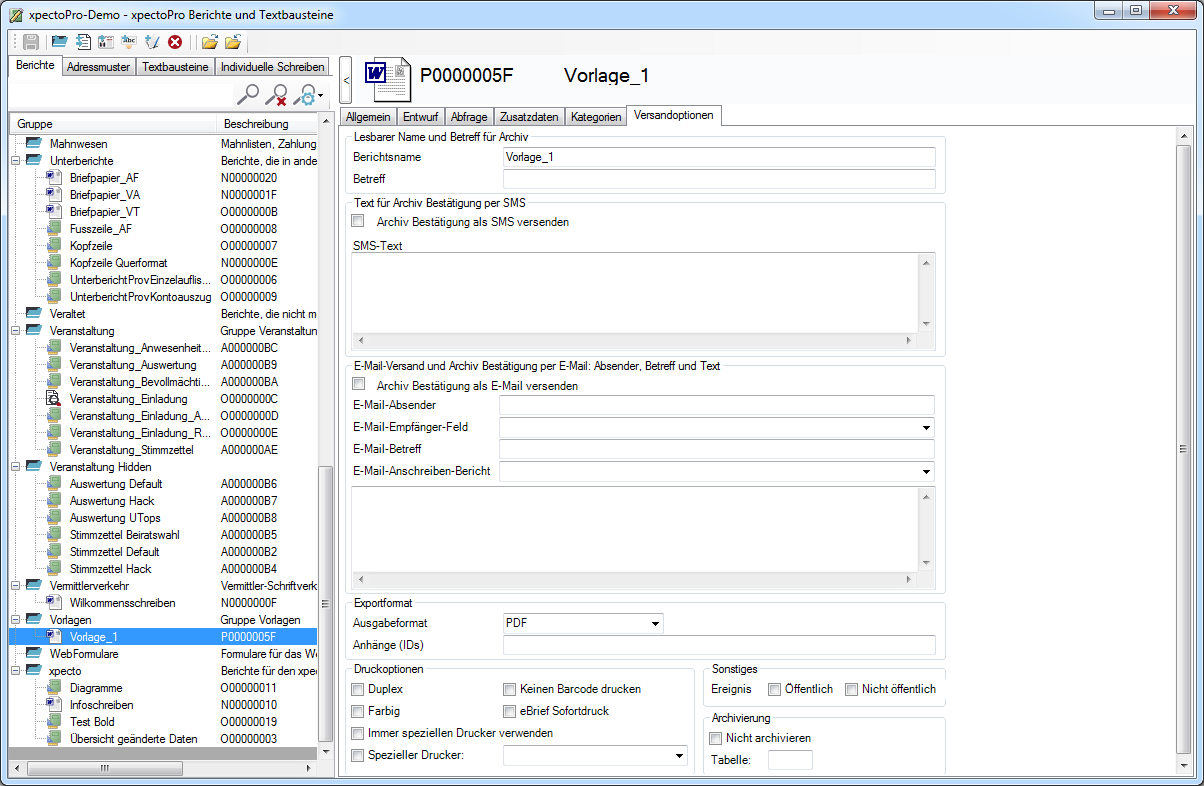 xpectoPro-Demo - xpectoPro Berichte und Textbausteine
Berichte Adressmuster Textbausteine Individuelle Schreiben
Gruppe Beschreibung
Mahnwesen Mahnlisten, Zahlung
Unterberichte Berichte, die in ande
Briefpapier_AF N00000020
Briefpapier_VA N0000001F
Briefpapier_VT O0000000B
Fusszeile_AF O00000008
Kopfzeile O00000007
Kopfzeile Querformat N0000000E
UnterberichtProvEinzelauflis... O00000006
UnterberichtProvKontoauszug O00000009
Veraltet Berichte, die nicht m
Veranstaltung Gruppe Veranstaltun
Veranstaltung_Anwesenheit... A000000BC
Veranstaltung_Auswertung A000000B9
Veranstaltung_Bevollmächti... A000000BA
Veranstaltung_Einladung O0000000C
Veranstaltung_Einladung_A... O0000000D
Veranstaltung_Einladung_R... O0000000E
Veranstaltung_Stimmzettel A000000AE
Veranstaltung Hidden
Auswertung Default A000000B6
Auswertung Hack A000000B7
Auswertung UTops A000000B8
Stimmzettel Beiratswahl A000000B5
Stimmzettel Default A000000B2
Stimmzettel Hack A000000B4
Vermittlerverkehr Vermittler-Schriftverk
Wilkommensschreiben N0000000F
Vorlagen Gruppe Vorlagen
Vorlage_1 P0000005F
WebFormulare Formulare für das We
xpecto Berichte für den xpec
Diagramme O00000011
Infoschreiben N00000010
Test Bold O00000019
Übersicht geänderte Daten O00000003
<
P0000005F Vorlage_1
Allgemein Entwurf Abfrage Zusatzdaten Kategorien Versandoptionen
Lesbarer Name und Betreff für Archiv
Berichtsname Vorlage_1
Betreff
Text für Archiv Bestätigung per SMS
Archiv Bestätigung als SMS versenden
SMS-Text
E-Mail-Versand und Archiv Bestätigung per E-Mail: Absender, Betreff und Text
Archiv Bestätigung als E-Mail versenden
E-Mail-Absender
E-Mail-Empfänger-Feld
E-Mail-Betreff
E-Mail-Anschreiben-Bericht
Exportformat
Ausgabeformat PDF
Anhänge (IDs)
Druckoptionen
Duplex Keinen Barcode drucken
Farbig eBrief Sofortdruck
Immer speziellen Drucker verwenden
Spezieller Drucker:
Sonstiges
Ereignis Öffentlich Nicht öffentlich
Archivierung
Nicht archivieren
Tabelle: